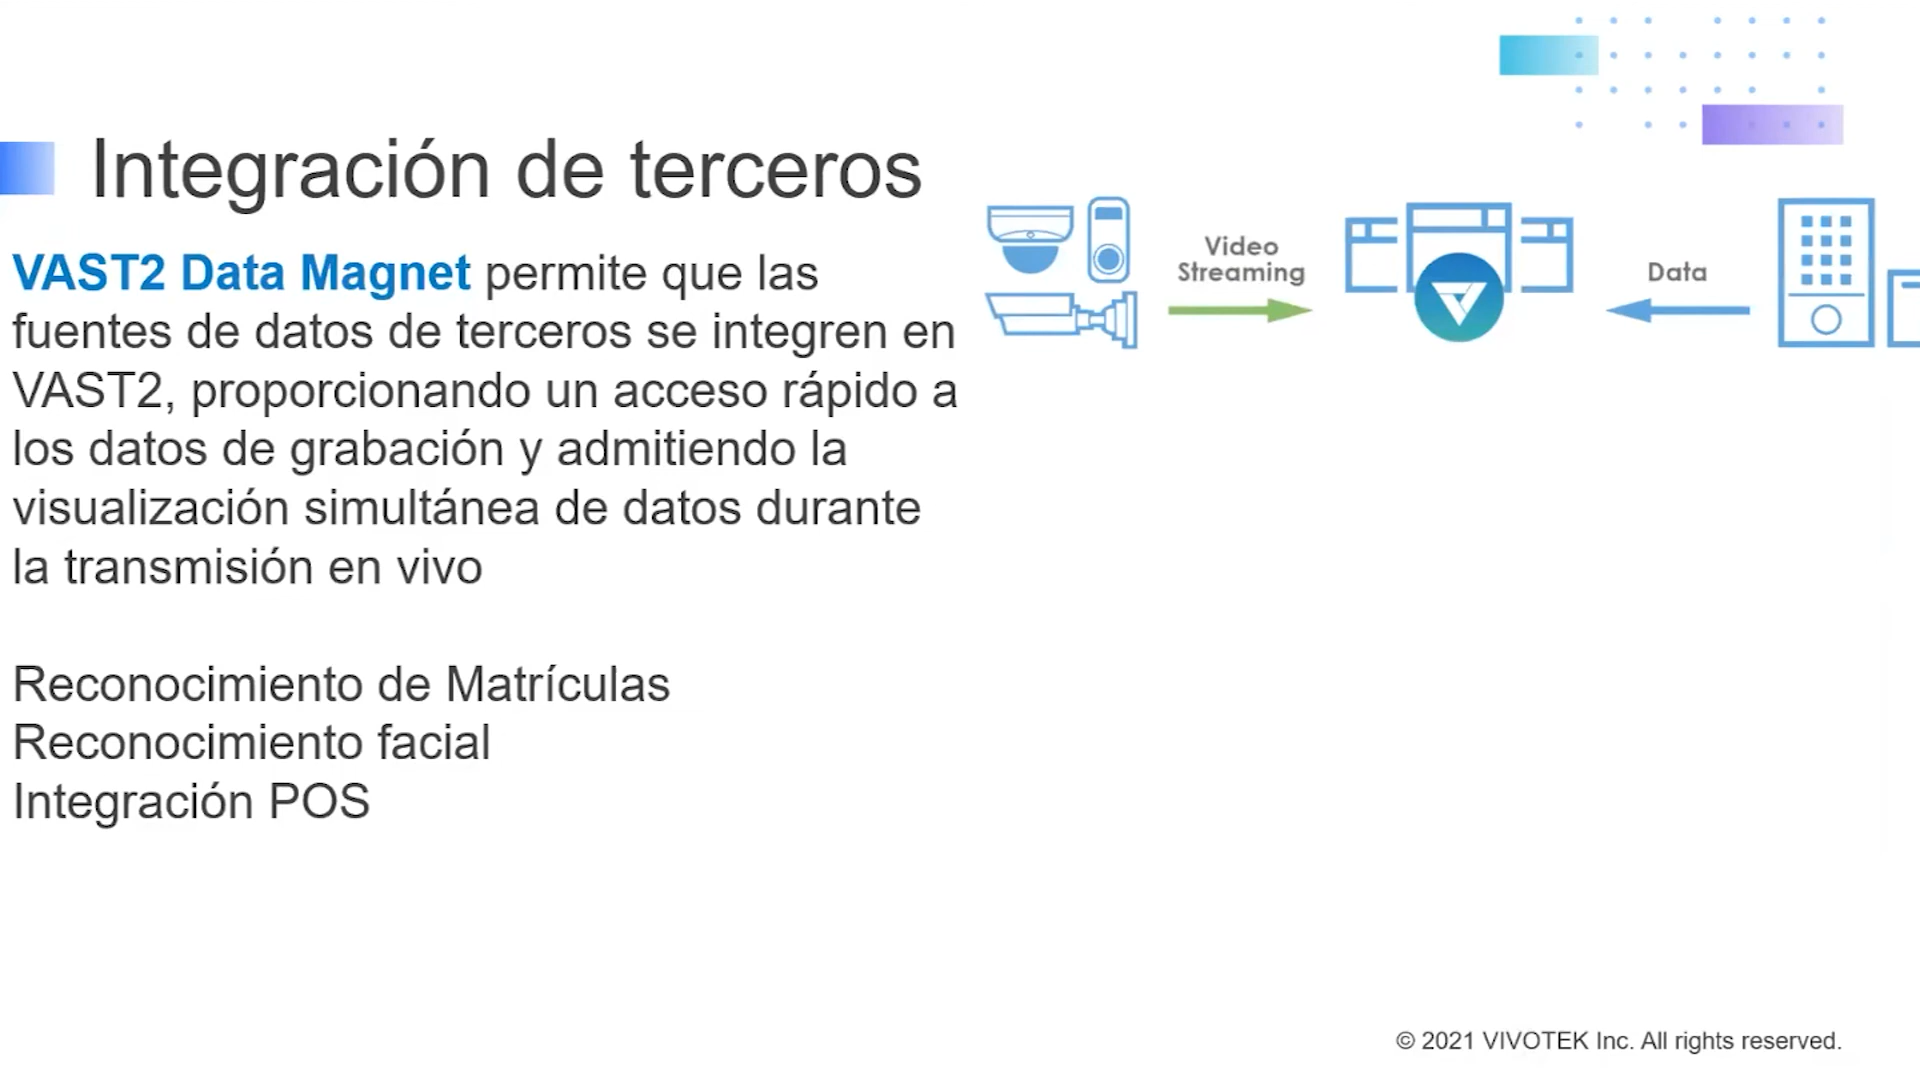 Integración de terceros
VAST2 Data Magnet permite que las
fuentes de datos de terceros se integren en
VAST2, proporcionando un acceso rápido a
los datos de grabación y admitiendo la
visualización simultánea de datos durante
la transmisión en vivo
Reconocimiento de Matrículas
Reconocimiento facial
Integración POS
Video
Streaming
Data
© 2021 VIVOTEK Inc. All rights reserved.